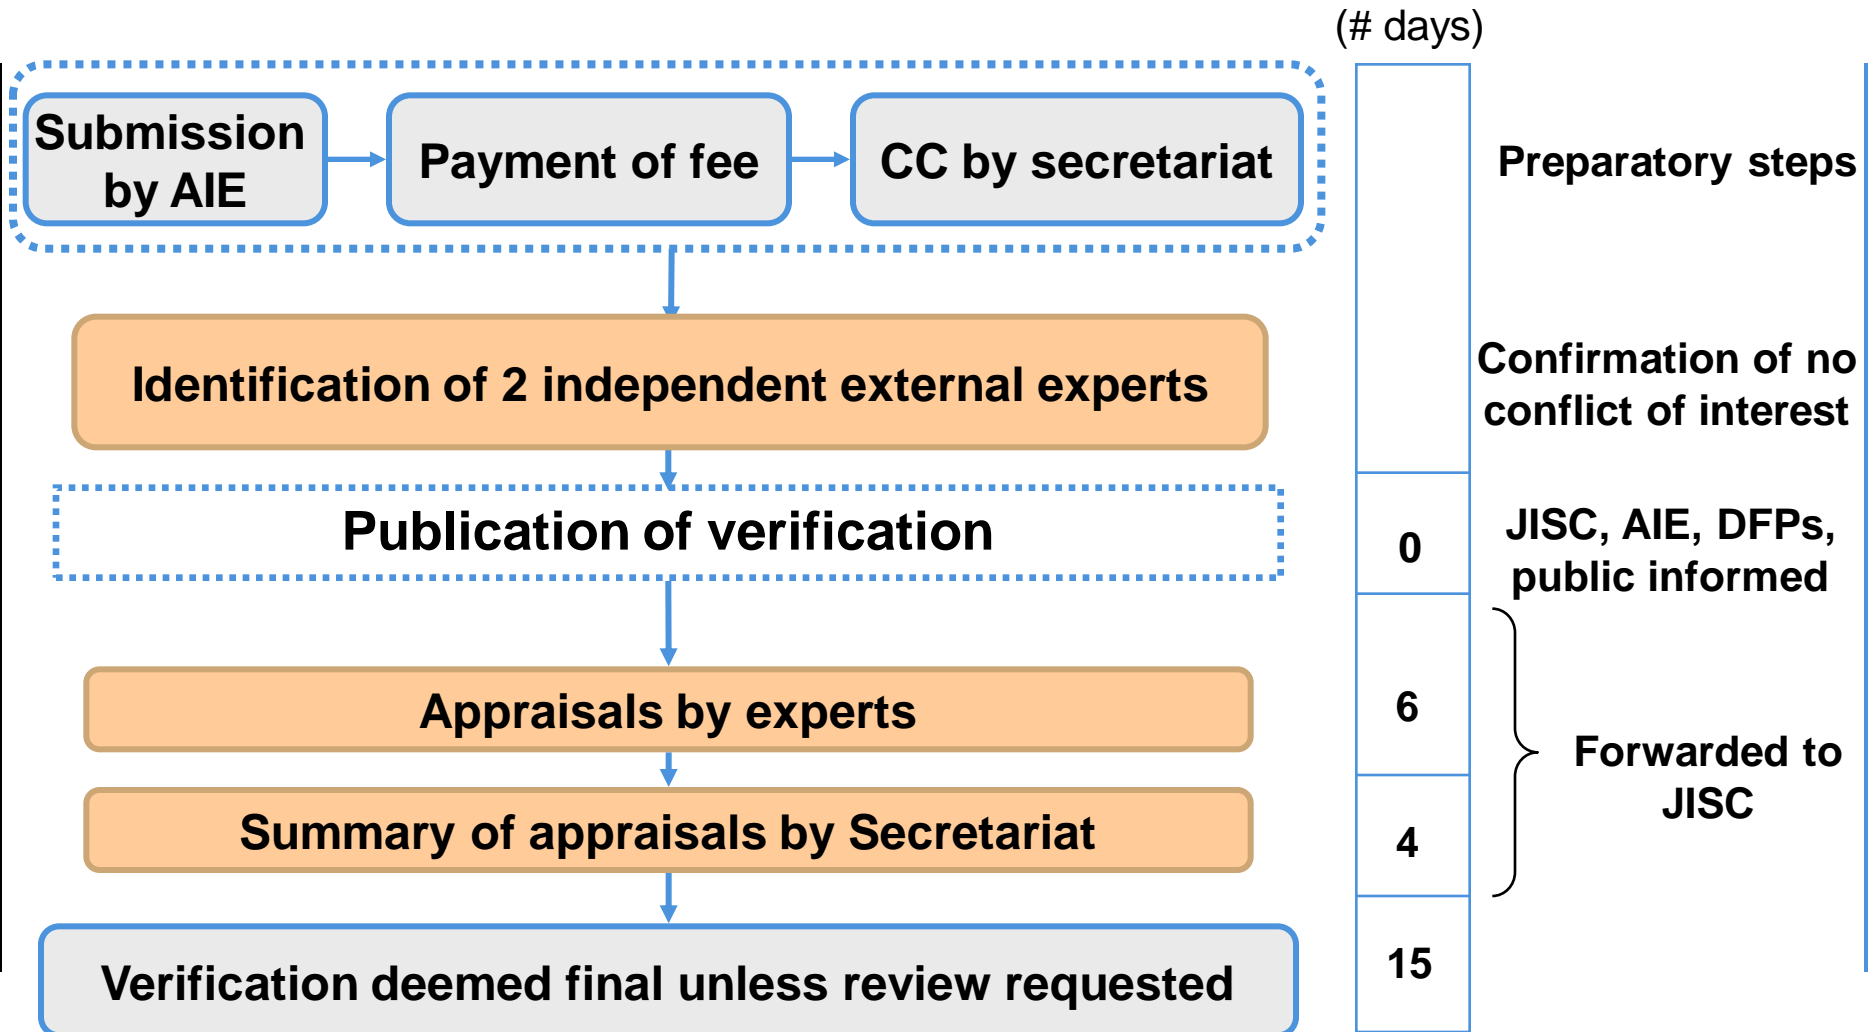 (# days)
Submission
by AIE
Payment of fee
CC by secretariat
Preparatory steps
Identification of 2 independent external experts
Confirmation of no
conflict of interest
Publication of verification
0
JISC, AIE, DFPs,
public informed
Appraisals by experts
6
Forwarded to
JISC
Summary of appraisals by Secretariat
4
Verification deemed final unless review requested
15